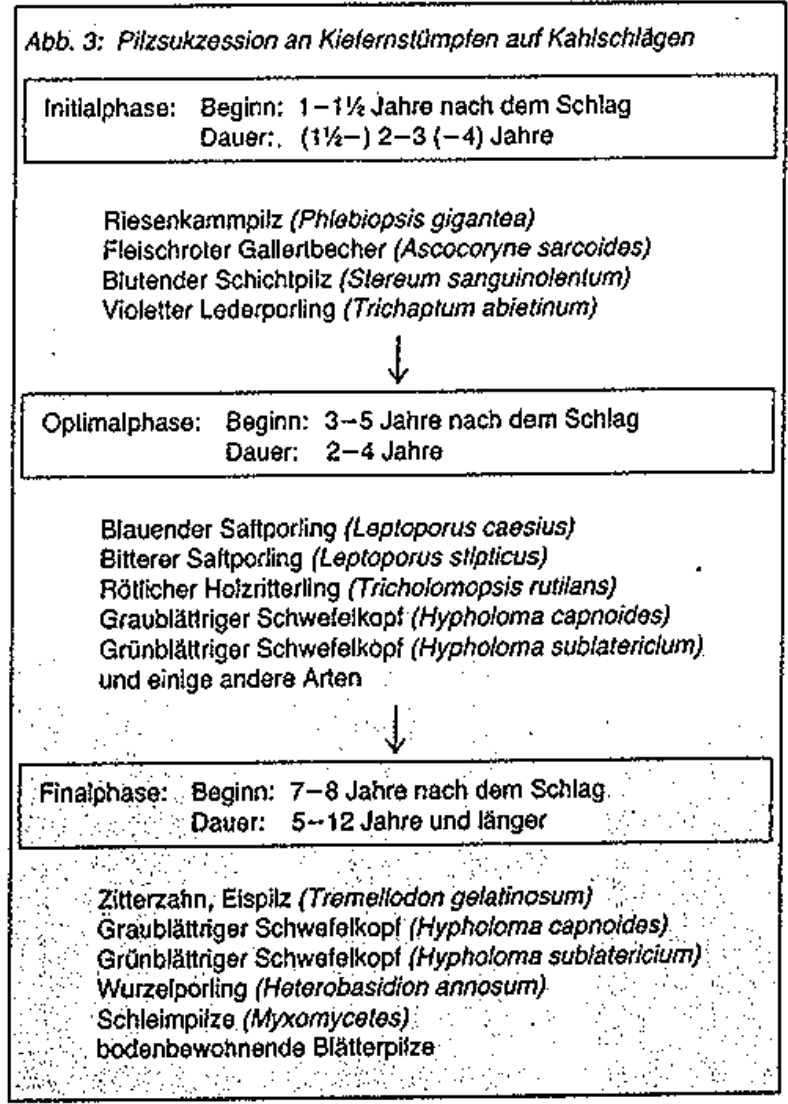 Abb. 3: Pilzsukzession an Kiefernstümpfen auf Kahlschlägen
Initialphase: Beginn: 1–1½ Jahre nach dem Schlag
Dauer: (1½–) 2–3 (–4) Jahre
Riesenkammpilz (Phlebiopsis gigantea)
Fleischroter Gallertbecher (Ascocoryne sarcoides)
Blutender Schichtpilz (Stereum sanguinolentum)
Violetter Lederporling (Trichaptum abietinum)
↓
Optimalphase: Beginn: 3–5 Jahre nach dem Schlag
Dauer: 2–4 Jahre
Blauender Saftporling (Leptoporus caesius)
Bitterer Saftporling (Leptoporus stipticus)
Rötlicher Holzritterling (Tricholomopsis rutilans)
Graublättriger Schwefelkopf (Hypholoma capnoides)
Grünblättriger Schwefelkopf (Hypholoma sublatericium)
und einige andere Arten
↓
Finalphase: Beginn: 7–8 Jahre nach dem Schlag
Dauer: 5–12 Jahre und länger
Zitterzahn, Eispilz (Tremellodon gelatinosum)
Graublättriger Schwefelkopf (Hypholoma capnoides)
Grünblättriger Schwefelkopf (Hypholoma sublatericium)
Wurzelporling (Heterobasidion annosum)
Schleimpilze (Myxomycetes)
bodenbewohnende Blätterpilze